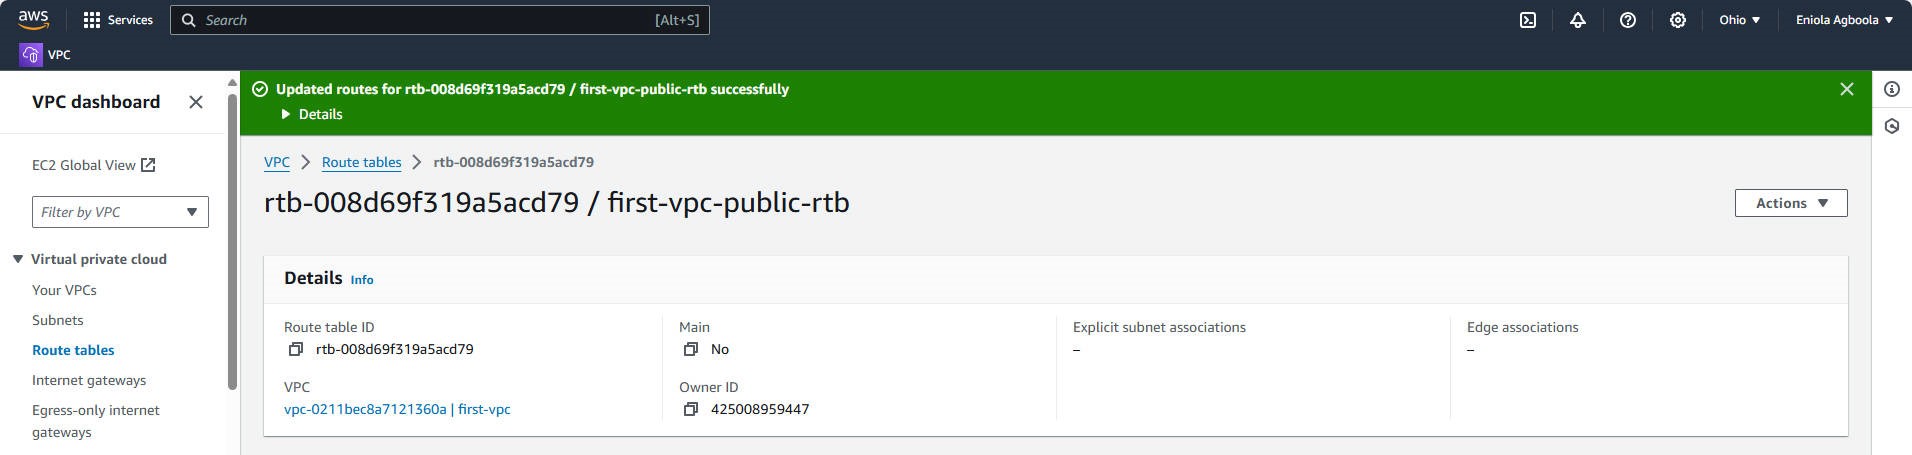 aws
Services
Search
[Alt+S]
Ohio
Eniola Agboola
VPC
VPC dashboard
EC2 Global View
Filter by VPC
Virtual private cloud
Your VPCs
Subnets
Route tables
Internet gateways
Egress-only internet
gateways
Updated routes for rtb-008d69f319a5acd79 / first-vpc-public-rtb successfully
Details
VPC
Route tables
rtb-008d69f319a5acd79
rtb-008d69f319a5acd79 / first-vpc-public-rtb
Actions
Details Info
Route table ID
rtb-008d69f319a5acd79
Main
No
Explicit subnet associations
–
Edge associations
–
VPC
vpc-0211bec8a7121360a | first-vpc
Owner ID
425008959447